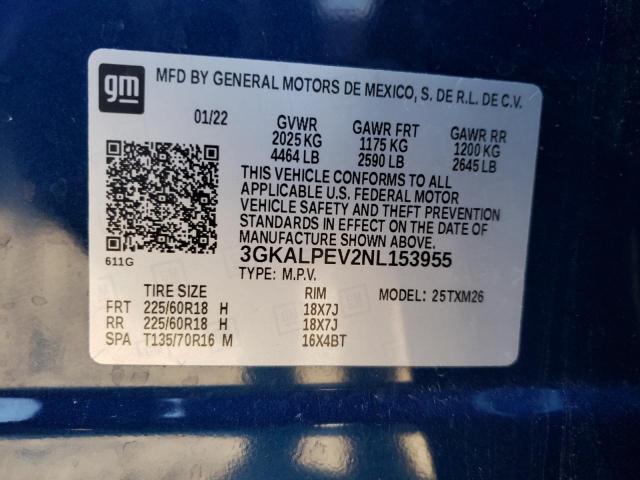 gm
MFD BY GENERAL MOTORS DE MEXICO, S. DE R.L. DE C.V.
01/22 GVWR GAWR FRT GAWR RR
2025 KG 1175 KG 1200 KG
4464 LB 2590 LB 2645 LB
THIS VEHICLE CONFORMS TO ALL
APPLICABLE U.S. FEDERAL MOTOR
VEHICLE SAFETY AND THEFT PREVENTION
STANDARDS IN EFFECT ON THE DATE OF
MANUFACTURE SHOWN ABOVE.
611G
3GKALPEV2NL153955
TYPE: M.P.V.
TIRE SIZE RIM MODEL: 25TXM26
FRT 225/60R18 H 18X7J
RR 225/60R18 H 18X7J
SPA T135/70R16 M 16X4BT